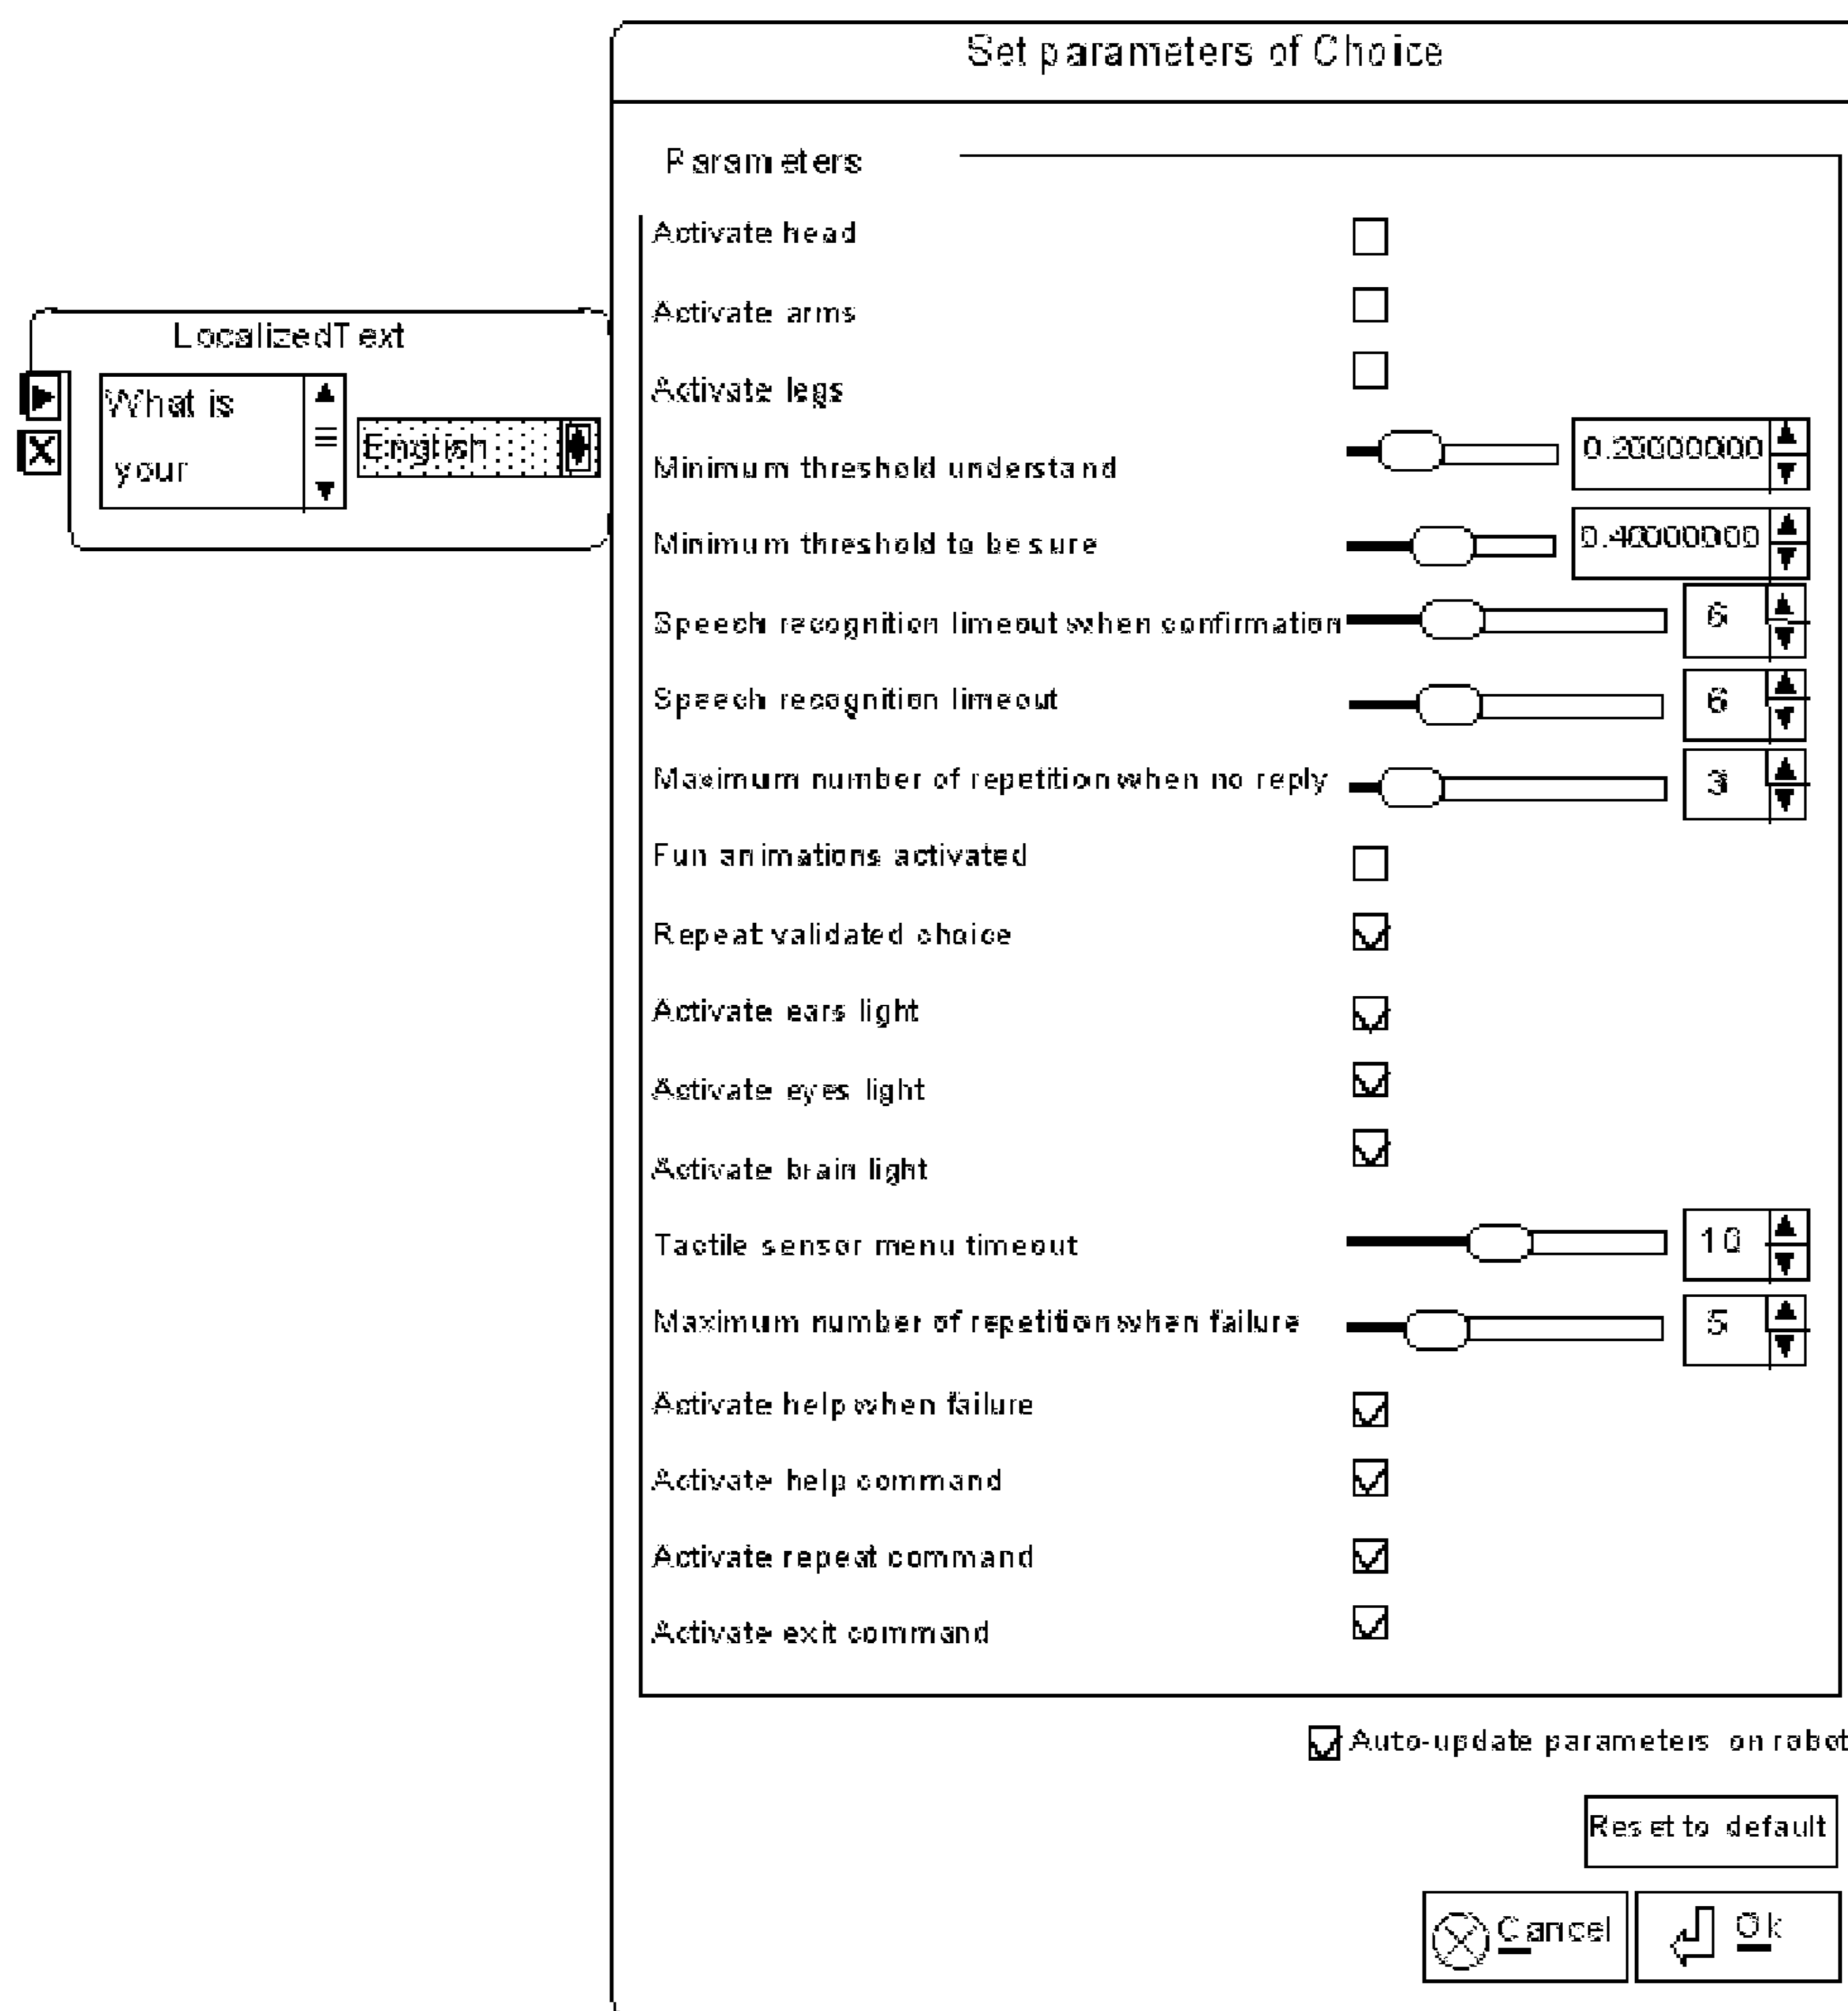 Set parameters of Choice
Parameters
Activate head
Activate arms
Activate legs
Minimum threshold understand
0.20000000
Minimum threshold to be sure
0.40000000
Speech recognition limeout when confirmation
6
Speech recognition limeout
6
Maximum number of repetition when no reply
3
Fun animations activated
Repeat validated choice
Activate ears light
Activate eyes light
Activate brain light
Tactile sensor menu timeout
10
Maximum number of repetition when failure
5
Activate help when failure
Activate help command
Activate repeat command
Activate exit command
Auto-update parameters on robot
Reset to default
Cancel
Ok
LocalizedText
What is
your
English